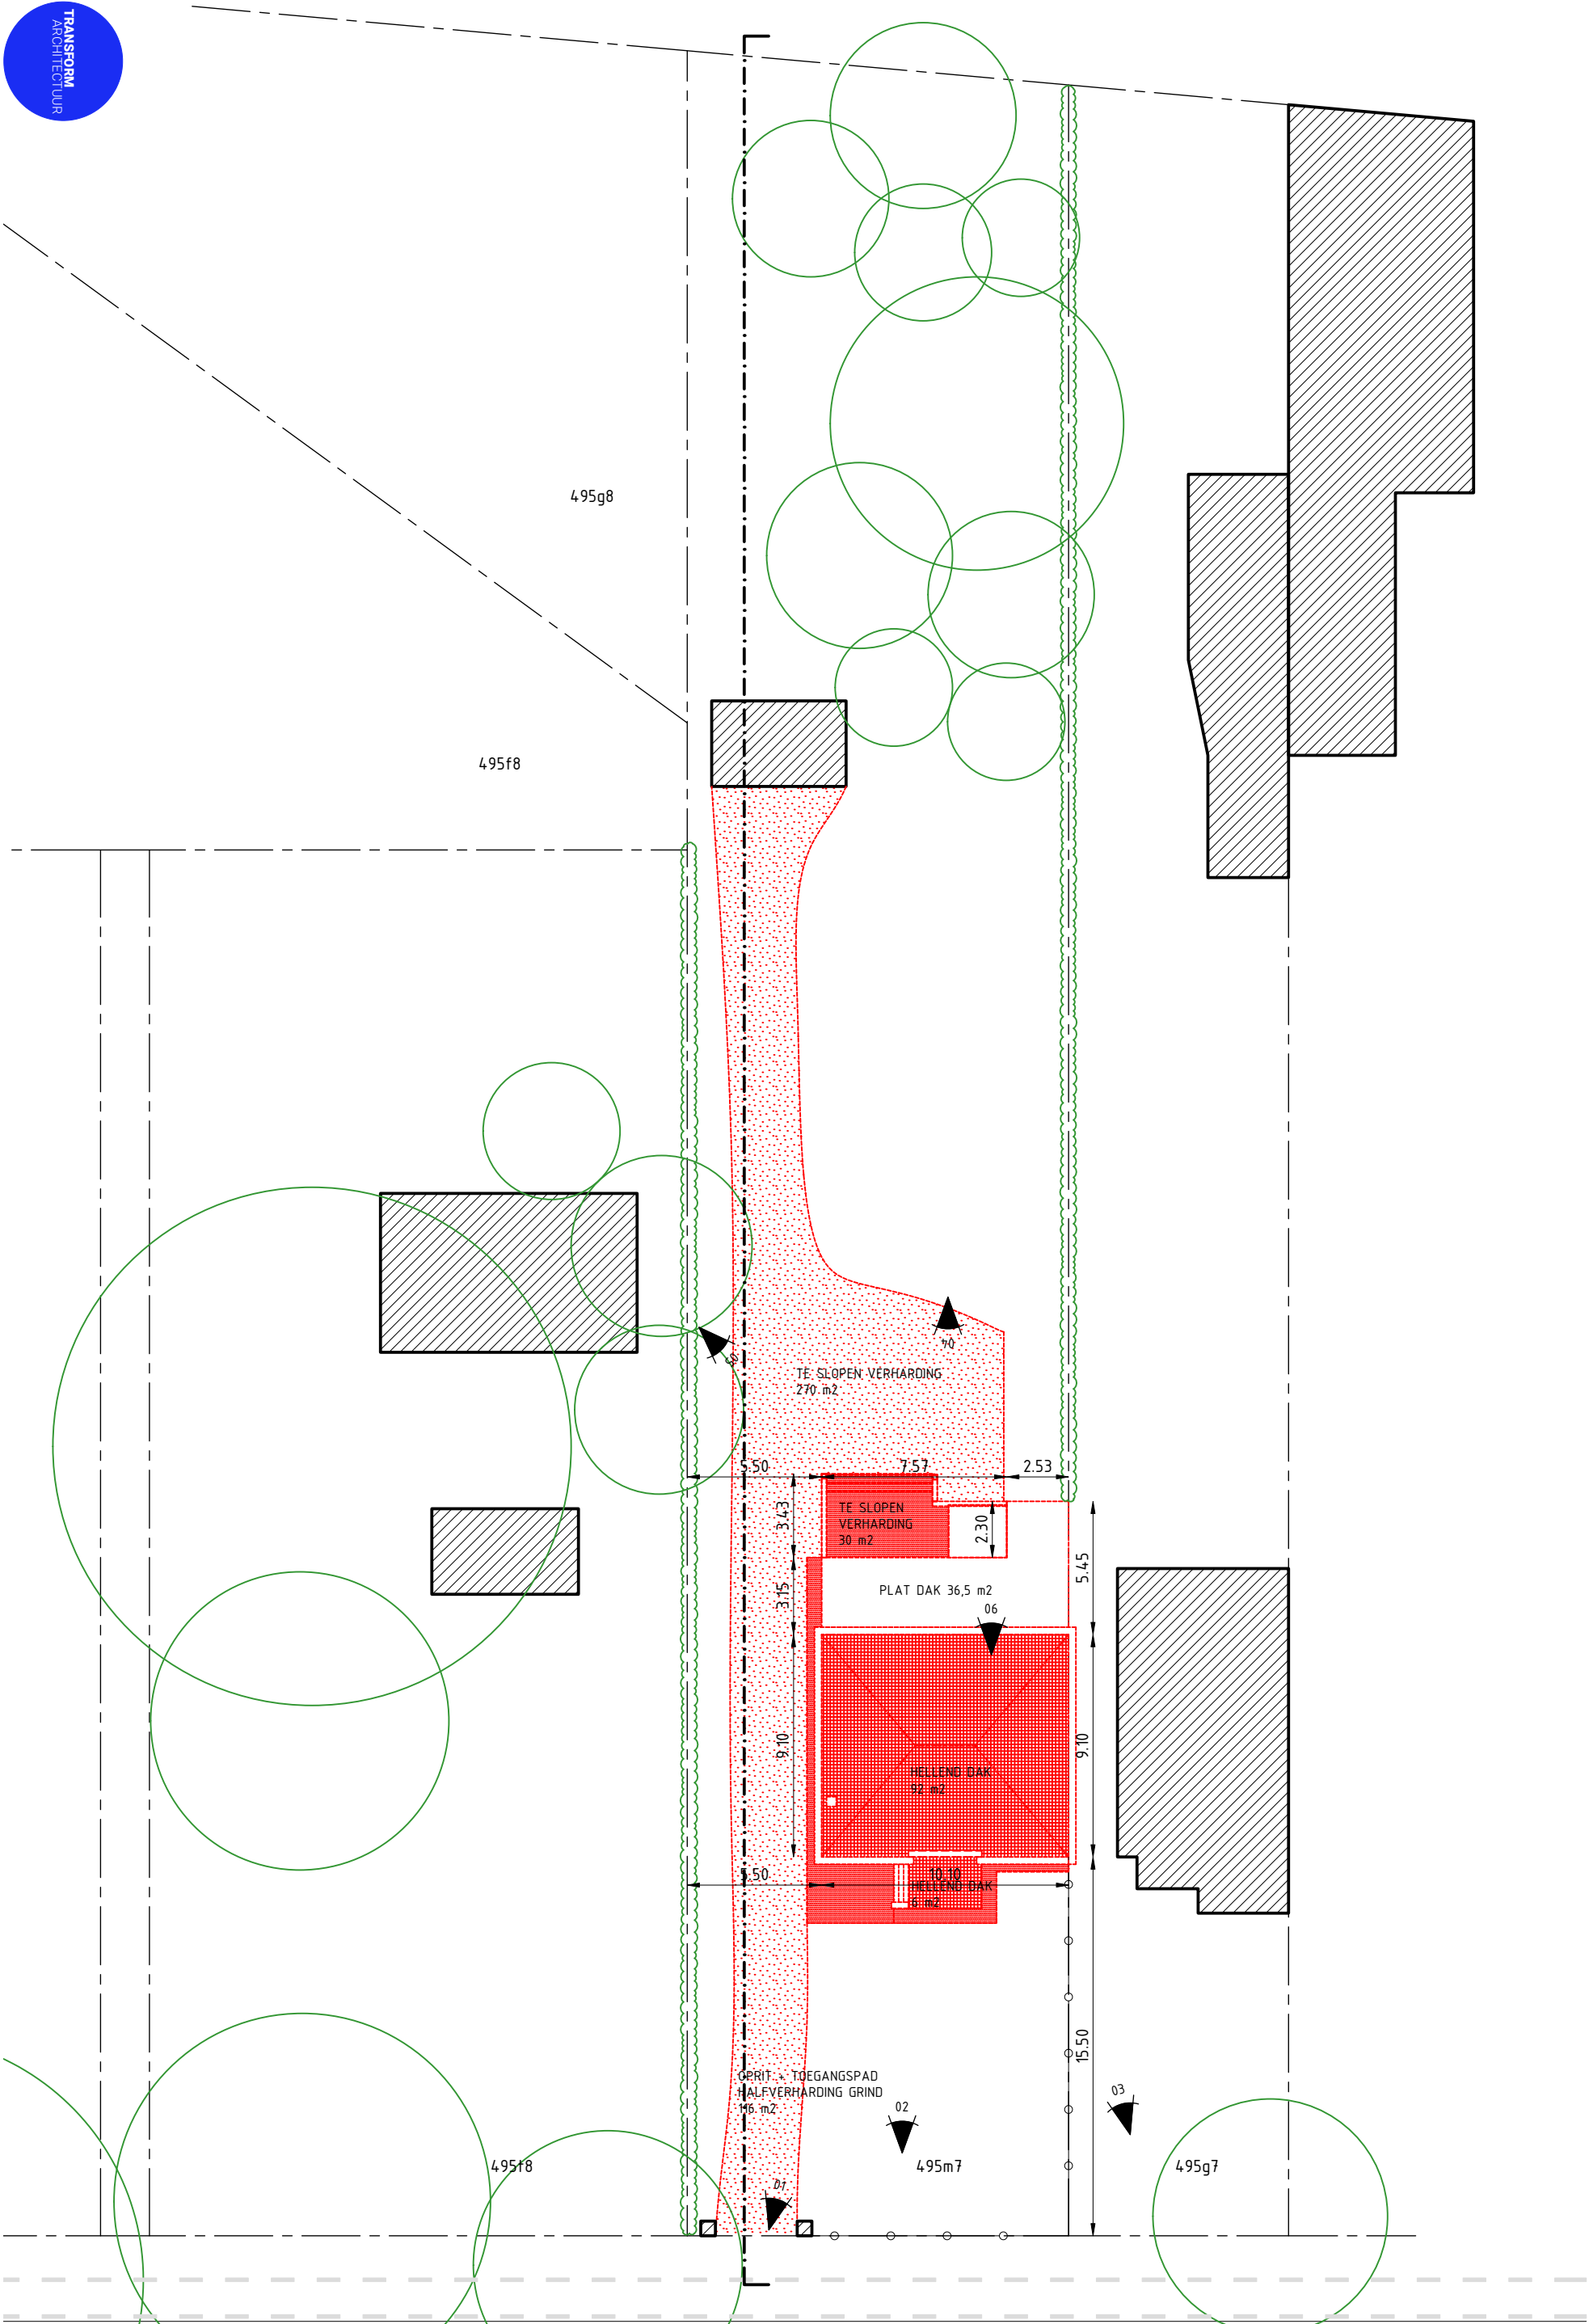 TRANSFORM
ARCHITECTUUR
495g8
495f8
04
05
TE SLOPEN VERHARDING
270 m2
5.50
7.57
2.53
3.43
TE SLOPEN
VERHARDING
30 m2
2.30
5.45
3.15
PLAT DAK 36,5 m2
06
9.10
9.10
HELLEND DAK
92 m2
5.50
10.10
HELLEND DAK
6 m2
15.50
OPRIT + TOEGANGSPAD
HALFVERHARDING GRIND
116 m2
02
03
495f8
495m7
495g7
01